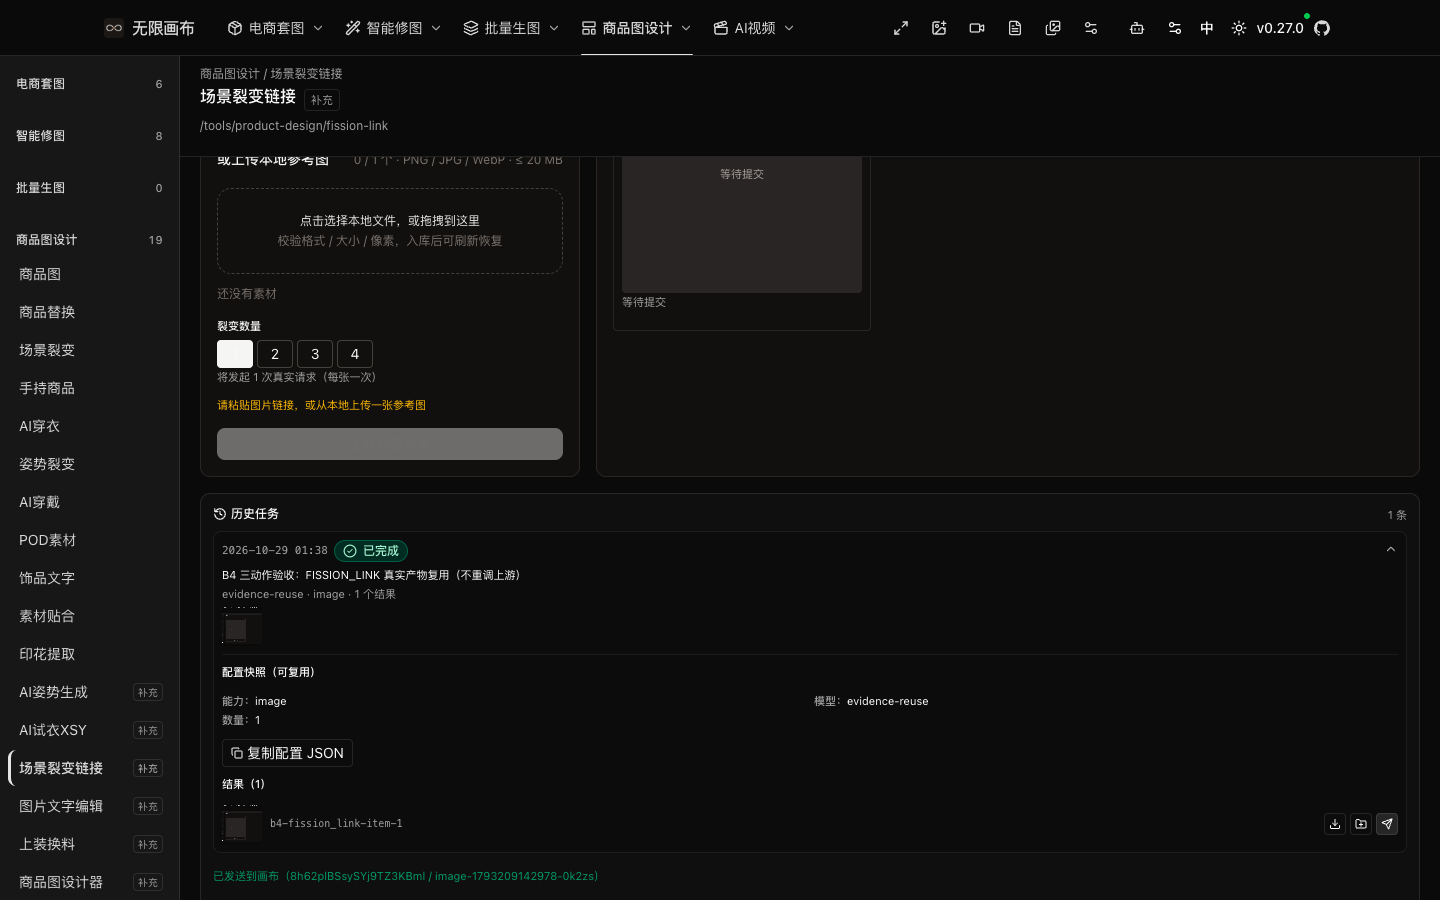 无限画布
电商套图
智能修图
批量生图
商品图设计
AI视频
中
v0.27.0
电商套图 6
智能修图 8
批量生图 0
商品图设计 19
商品图
商品替换
场景裂变
手持商品
AI穿衣
姿势裂变
AI穿戴
POD素材
饰品文字
素材贴合
印花提取
AI姿势生成 补充
AI试衣XSY 补充
场景裂变链接 补充
图片文字编辑 补充
上装换料 补充
商品图设计器 补充
商品图设计 / 场景裂变链接
场景裂变链接 补充
/tools/product-design/fission-link
或上传本地参考图 0 / 1 个 · PNG / JPG / WebP · ≤ 20 MB
点击选择本地文件，或拖拽到这里
校验格式 / 大小 / 像素，入库后可刷新恢复
还没有素材
裂变数量
2 3 4
将发起 1 次真实请求（每张一次）
请粘贴图片链接，或从本地上传一张参考图
等待提交
等待提交
历史任务 1 条
2026-10-29 01:38 已完成
B4 三动作验收：FISSION_LINK 真实产物复用（不重调上游）
evidence-reuse · image · 1 个结果
配置快照（可复用）
能力：image 模型：evidence-reuse
数量：1
复制配置 JSON
结果（1）
b4-fission_link-item-1
已发送到画布（8h62plBSsySYj9TZ3KBml / image-1793209142978-0k2zs）